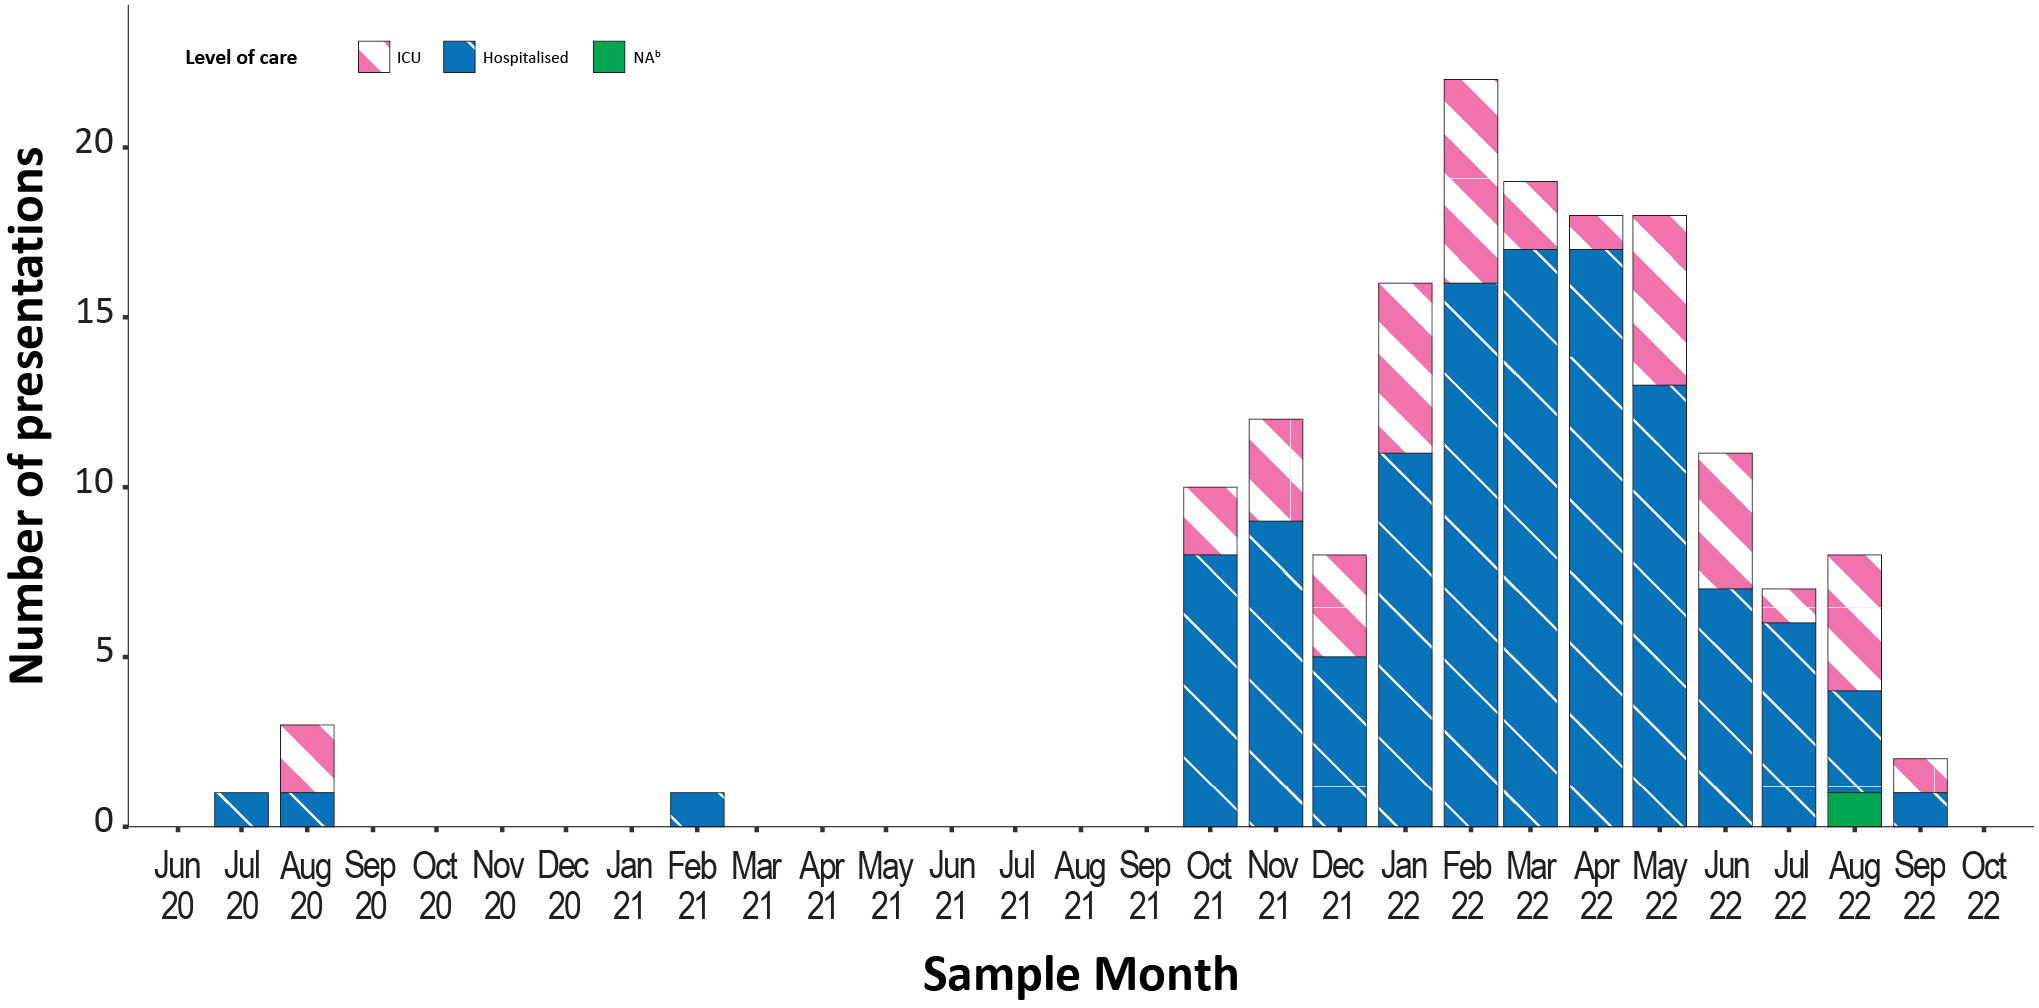 Level of care ICU Hospitalised NAᵇ
Number of presentations
20
15
10
5
0
Jun Jul Aug Sep Oct Nov Dec Jan Feb Mar Apr May Jun Jul Aug Sep Oct Nov Dec Jan Feb Mar Apr May Jun Jul Aug Sep Oct
20 20 20 20 20 20 20 21 21 21 21 21 21 21 21 21 21 21 21 22 22 22 22 22 22 22 22 22 22
Sample Month